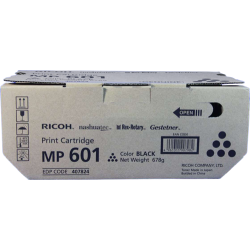 OPEN
RICOH nashuatec Rex-Rotary Gestetner
Print Cartridge
MP 601
Color BLACK
Net Weight 678g
EDP CODE 407824
RICOH COMPANY, LTD.